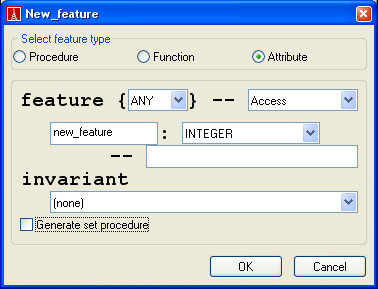 New_feature
Select feature type
Procedure Function Attribute
feature { ANY } -- Access
new_feature : INTEGER
--
invariant
(none)
Generate set procedure
OK Cancel